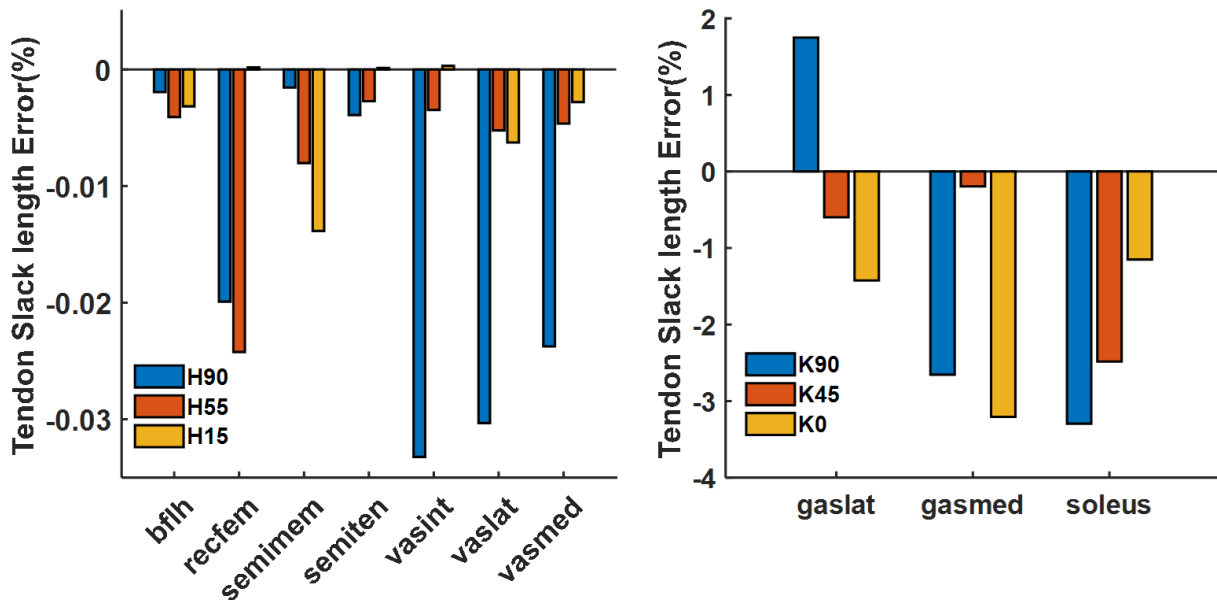 Tendon Slack length Error(%)
0
-0.01
-0.02
-0.03
H90
H55
H15
bflh
recfem
semimem
semiten
vasint
vaslat
vasmed
Tendon Slack length Error(%)
2
1
0
-1
-2
-3
-4
K90
K45
K0
gaslat
gasmed
soleus